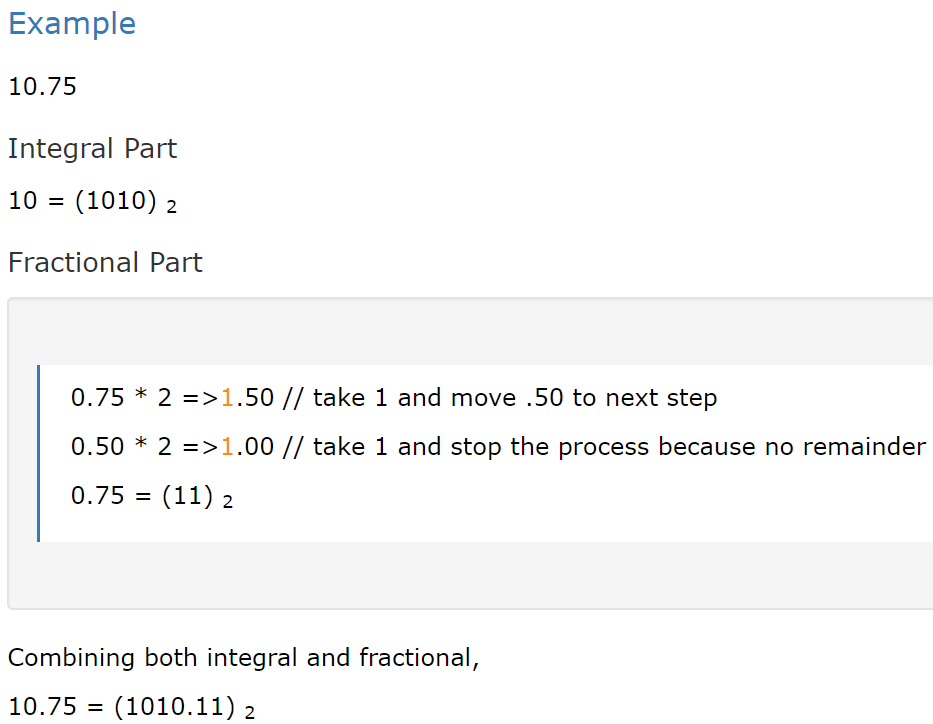 Example
10.75
Integral Part
10 = (1010) 2
Fractional Part
0.75 * 2 =>1.50 // take 1 and move .50 to next step
0.50 * 2 =>1.00 // take 1 and stop the process because no remainder
0.75 = (11) 2
Combining both integral and fractional,
10.75 = (1010.11) 2